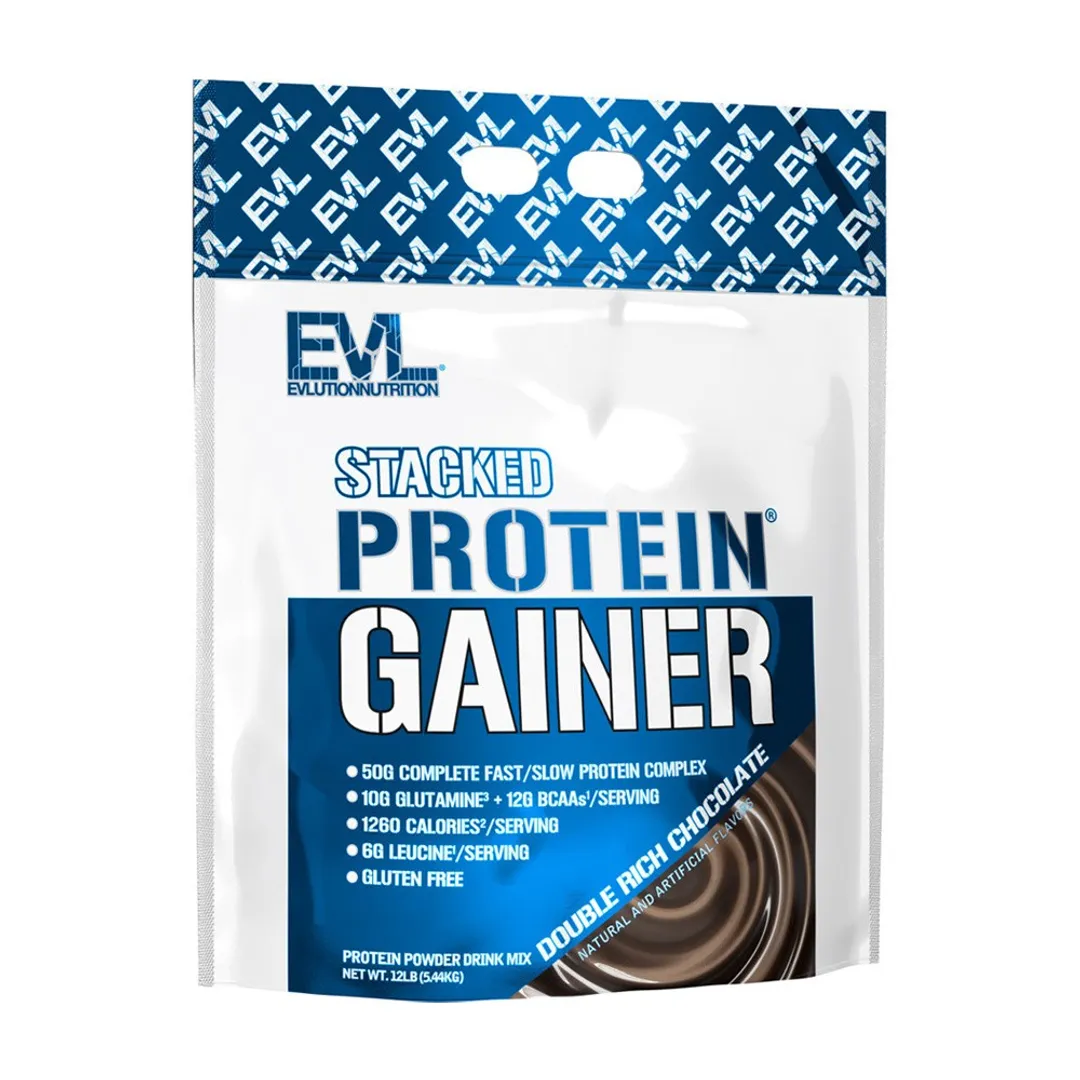 EVL®
EVLUTIONNUTRITION
STACKED
PROTEIN®
GAINER
• 50G COMPLETE FAST/SLOW PROTEIN COMPLEX
• 10G GLUTAMINE³ + 12G BCAAs¹/SERVING
• 1260 CALORIES²/SERVING
• 6G LEUCINE¹/SERVING
• GLUTEN FREE
DOUBLE RICH CHOCOLATE
NATURAL AND ARTIFICIAL FLAVORS
PROTEIN POWDER DRINK MIX
NET WT. 12LB (5.44KG)